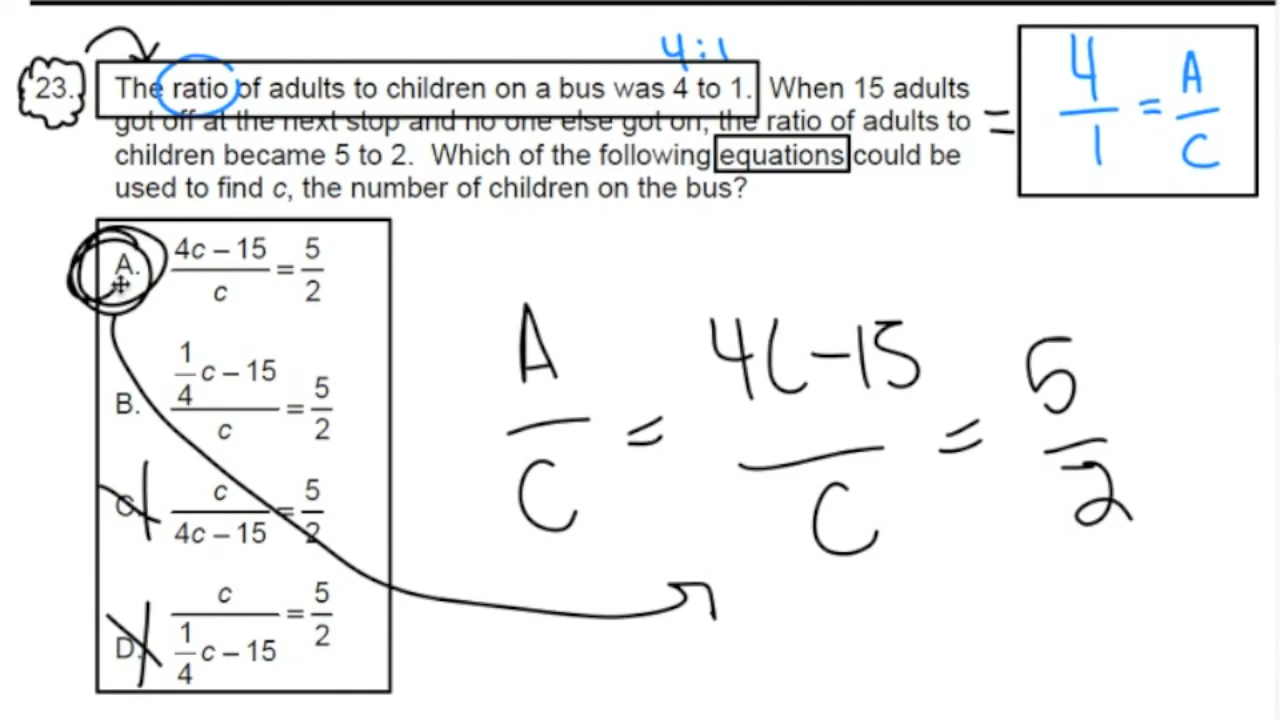 4:1
23. The ratio of adults to children on a bus was 4 to 1. When 15 adults
got off at the next stop and no one else got on, the ratio of adults to
children became 5 to 2. Which of the following equations could be
used to find c, the number of children on the bus?
= 4/1 = A/C
A. (4c – 15)/c = 5/2
B. (1/4 c – 15)/c = 5/2
C. c/(4c – 15) = 5/2
D. c/(1/4 c – 15) = 5/2
A/C = (4C – 15)/C = 5/2